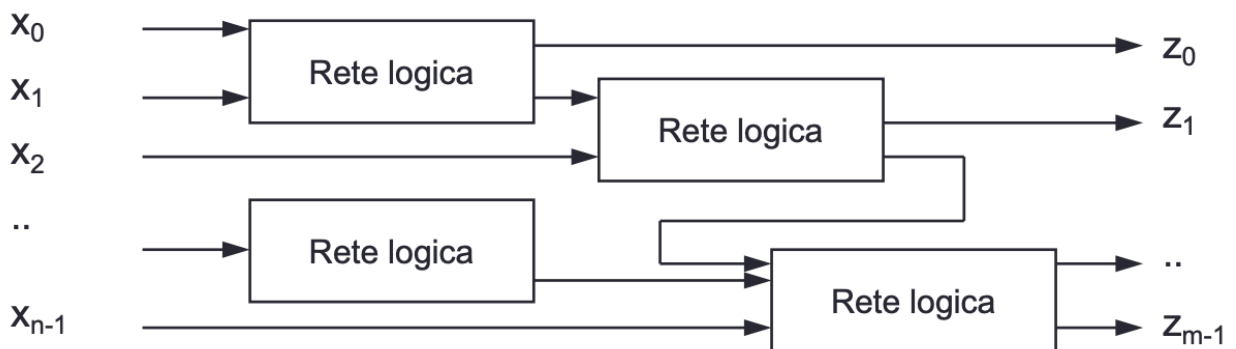 x₀
Rete logica
z₀
x₁
Rete logica
z₁
x₂
..
Rete logica
..
Rete logica
xₙ₋₁
zₘ₋₁